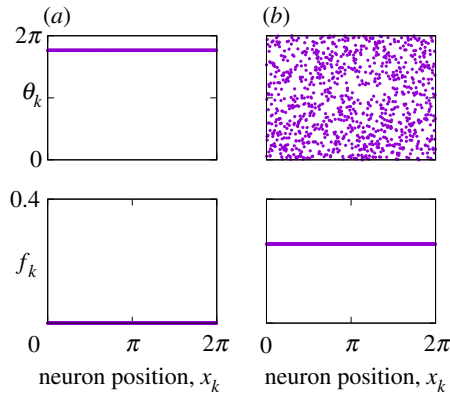 (a) (b)
2π
θk
0
0.4
fk
0 π 2π 0 π 2π
neuron position, xk neuron position, xk